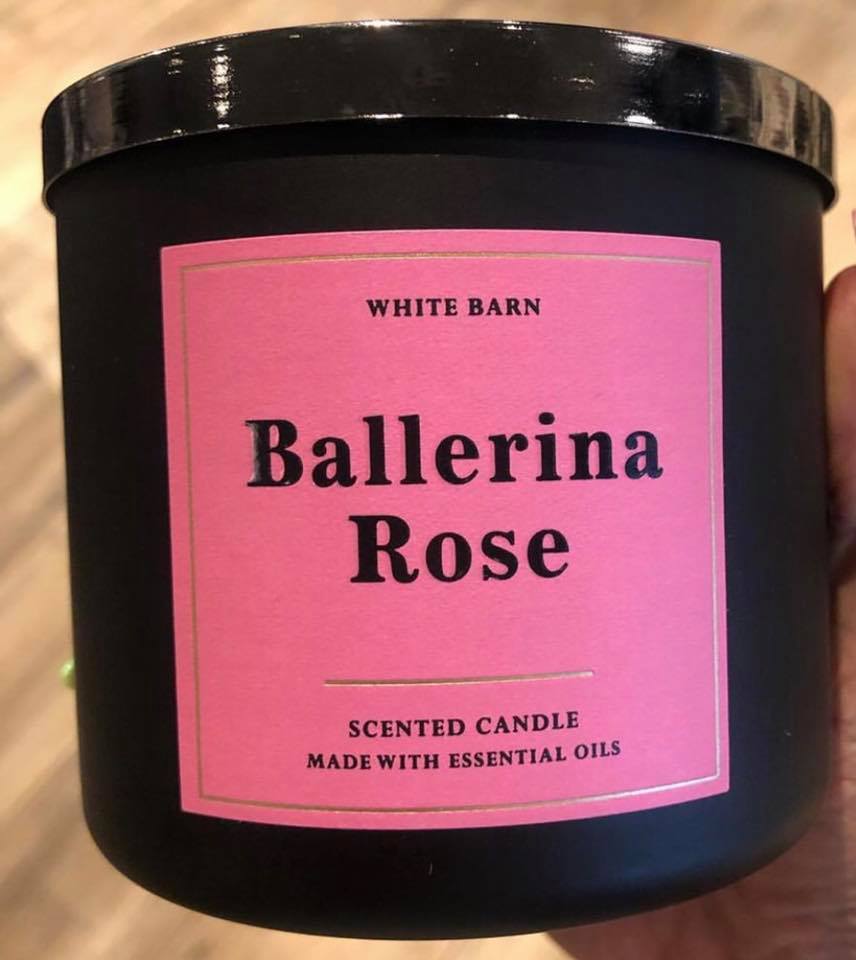 WHITE BARN
Ballerina
Rose
SCENTED CANDLE
MADE WITH ESSENTIAL OILS